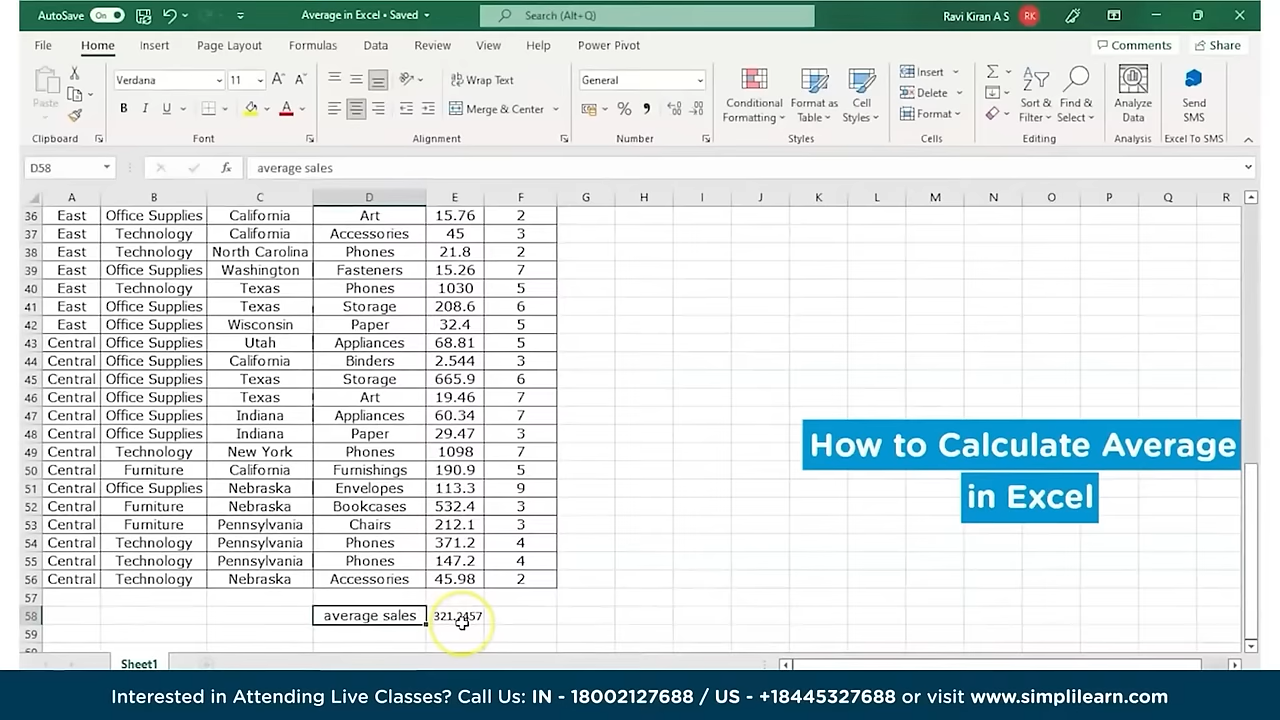 AutoSave On Average in Excel • Saved Search (Alt+Q) Ravi Kiran A S RK
File Home Insert Page Layout Formulas Data Review View Help Power Pivot Comments Share
Paste Verdana 11 A A Wrap Text General Conditional Formatting Format as Table Cell Styles Insert Delete Format Sort & Filter Find & Select Analyze Data Send SMS
B I U A Merge & Center % ,
Clipboard Font Alignment Number Styles Cells Editing Analysis Excel To SMS
D58 fx average sales
A B C D E F G H I J K L M N O P Q R
36 East Office Supplies California Art 15.76 2
37 East Technology California Accessories 45 3
38 East Technology North Carolina Phones 21.8 2
39 East Office Supplies Washington Fasteners 15.26 7
40 East Technology Texas Phones 1030 5
41 East Office Supplies Texas Storage 208.6 6
42 East Office Supplies Wisconsin Paper 32.4 5
43 Central Office Supplies Utah Appliances 68.81 5
44 Central Office Supplies California Binders 2.544 3
45 Central Office Supplies Texas Storage 665.9 6
46 Central Office Supplies Texas Art 19.46 7
47 Central Office Supplies Indiana Appliances 60.34 7
48 Central Office Supplies Indiana Paper 29.47 3
49 Central Technology New York Phones 1098 7
50 Central Furniture California Furnishings 190.9 5
51 Central Office Supplies Nebraska Envelopes 113.3 9
52 Central Furniture Nebraska Bookcases 532.4 3
53 Central Furniture Pennsylvania Chairs 212.1 3
54 Central Technology Pennsylvania Phones 371.2 4
55 Central Technology Pennsylvania Phones 147.2 4
56 Central Technology Nebraska Accessories 45.98 2
57
58 average sales 321.2457
59
How to Calculate Average
in Excel
Sheet1
Interested in Attending Live Classes? Call Us: IN - 18002127688 / US - +18445327688 or visit www.simplilearn.com